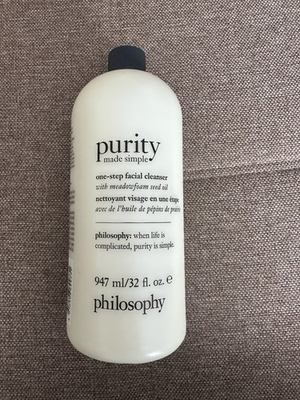 purity
made simple
one-step facial cleanser
with meadowfoam seed oil
nettoyant visage en une étape
avec de l'huile de pépins de prairie
philosophy: when life is
complicated, purity is simple.
947 ml/32 fl. oz. e
philosophy